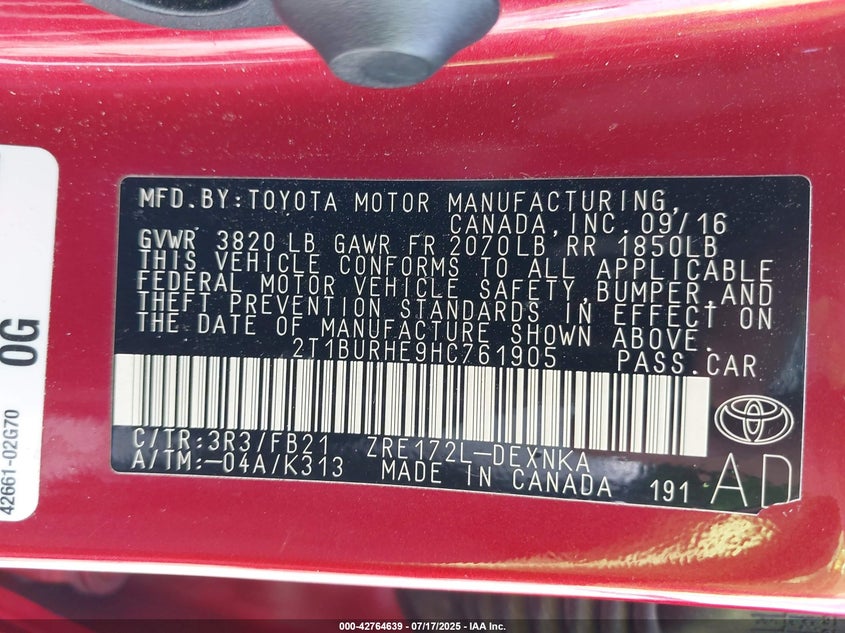 MFD.BY:TOYOTA MOTOR MANUFACTURING,
CANADA, INC. 09/16
GVWR 3820 LB GAWR FR 2070LB RR 1850LB
THIS VEHICLE CONFORMS TO ALL APPLICABLE
FEDERAL MOTOR VEHICLE SAFETY,BUMPER,AND
THEFT PREVENTION STANDARDS IN EFFECT ON
THE DATE OF MANUFACTURE SHOWN ABOVE.
2T1BURHE9HC761905 PASS.CAR
C/TR:3R3/FB21 ZRE172L-DEXNKA
A/TM:-04A/K313 MADE IN CANADA 191 AD
0G
42661-02G70
000-42764639 - 07/17/2025 - IAA Inc.